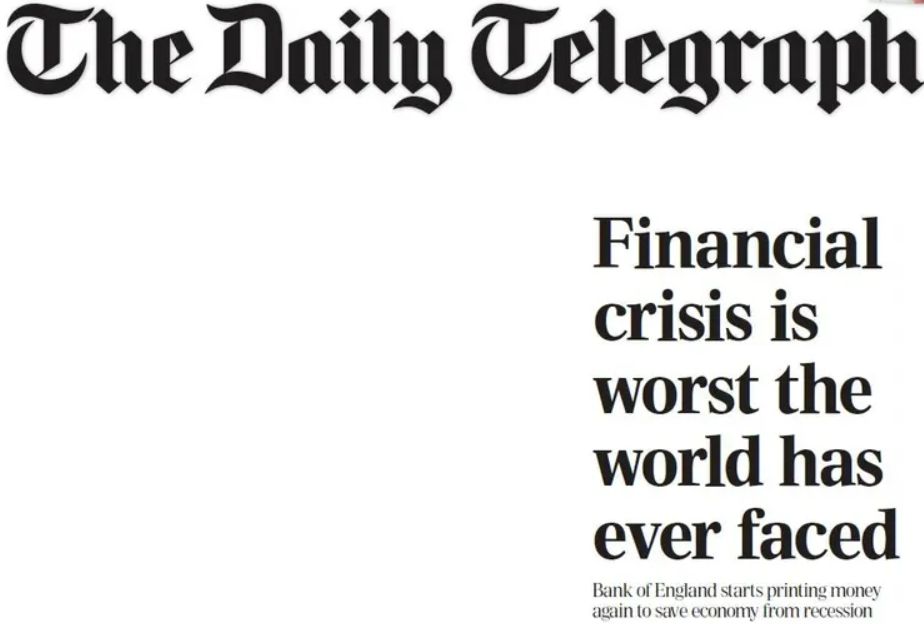 The Daily Telegraph
Financial
crisis is
worst the
world has
ever faced
Bank of England starts printing money
again to save economy from recession